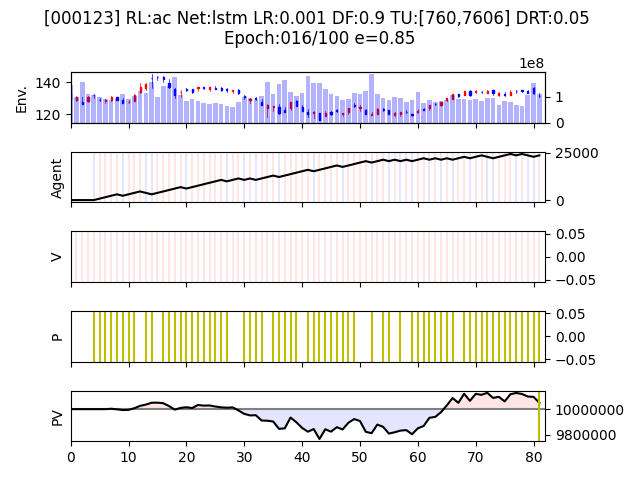 [000123] RL:ac Net:lstm LR:0.001 DF:0.9 TU:[760,7606] DRT:0.05
Epoch:016/100 e=0.85
1e8
Env.
140
120
1
0
Agent
25000
0
V
0.05
0.00
−0.05
P
0.05
0.00
−0.05
PV
10000000
9800000
0 10 20 30 40 50 60 70 80